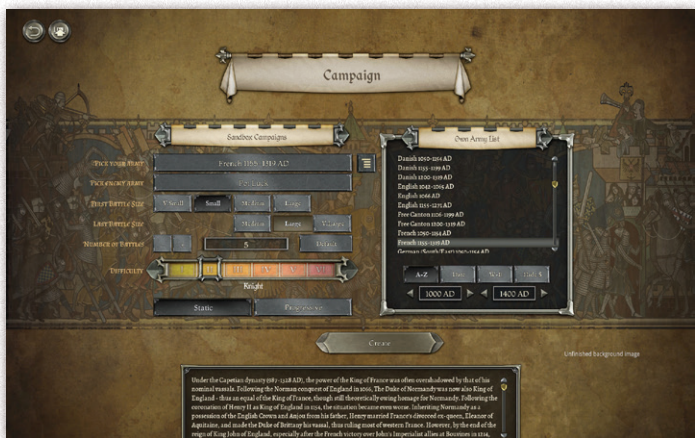 Campaign
Sandbox Campaigns
Own Army List
PICK YOUR ARMY
French 1155-1319 AD
PICK ENEMY ARMY
FIRST BATTLE SIZE
Small
Medium
Large
LAST BATTLE SIZE
Medium
Large
NUMBER OF BATTLES
5
Default
DIFFICULTY
Knight
Static
Progressive
Danish 1050-1154 AD
Danish 1155-1199 AD
Danish 1200-1319 AD
English 1042-1065 AD
English 1066 AD
English 1155-1271 AD
Free Canton 1106-1199 AD
Free Canton 1200-1319 AD
French 1050-1154 AD
A-Z
1000 AD
1400 AD
Create
Unfinished background image
Under the Capetian dynasty (987-1328 AD), the power of the King of France was often overshadowed by that of his
nominal vassals. Following the Norman conquest of England in 1066, The Duke of Normandy was now also King of
England - thus an equal of the King of France, though still theoretically owing homage for Normandy. Following the
coronation of Henry II as King of England in 1154, the situation became even worse. Inheriting Normandy as a
possession of the English Crown and Anjou from his father, Henry married France's divorced ex-queen, Eleanor of
Aquitaine, and made the Duke of Brittany his vassal, thus ruling most of western France. However, by the end of the
reign of King John of England, especially after the French victory over John's Imperialist allies at Bouvines in 1214,